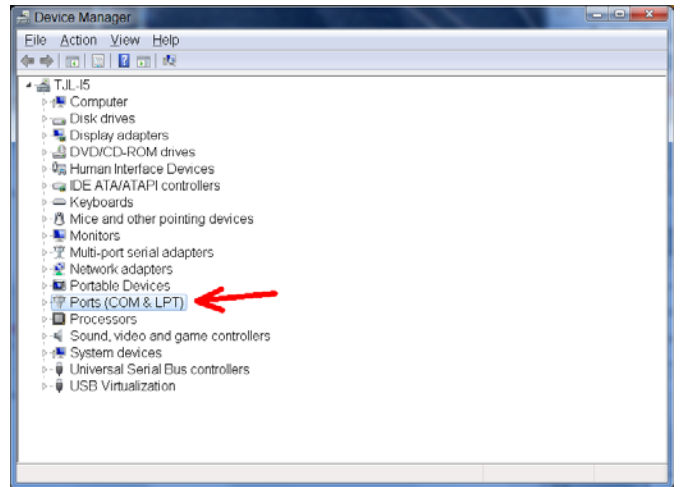 Device Manager
File Action View Help
TJL-I5
Computer
Disk drives
Display adapters
DVD/CD-ROM drives
Human Interface Devices
IDE ATA/ATAPI controllers
Keyboards
Mice and other pointing devices
Monitors
Multi-port serial adapters
Network adapters
Portable Devices
Ports (COM & LPT)
Processors
Sound, video and game controllers
System devices
Universal Serial Bus controllers
USB Virtualization